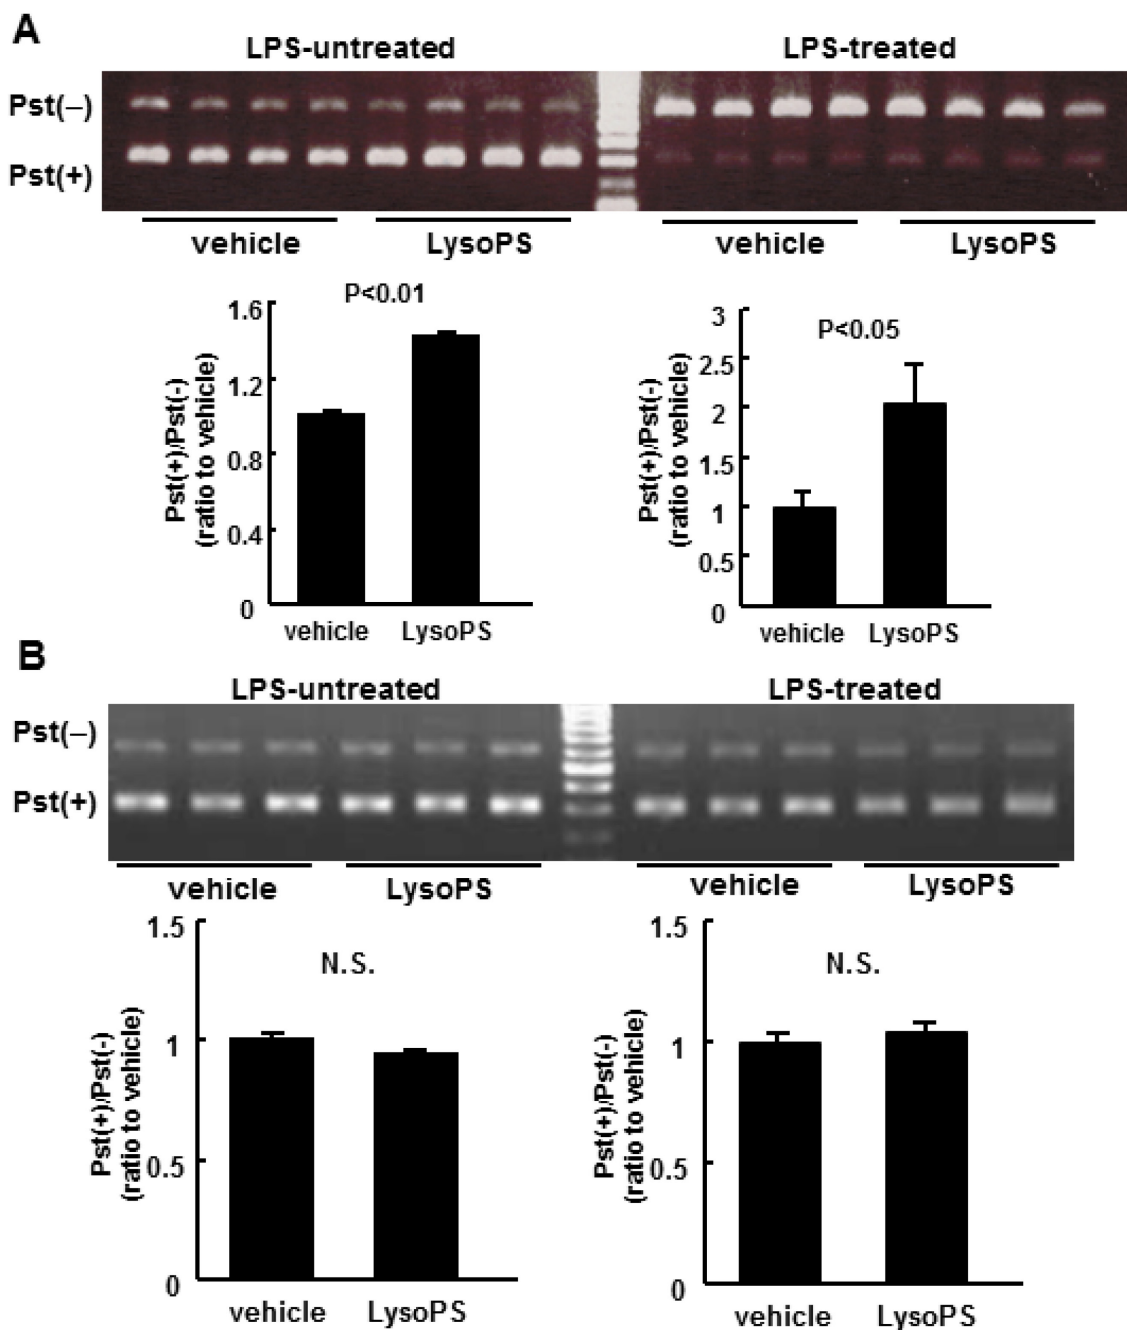 A
LPS-untreated
LPS-treated
Pst(–)
Pst(+)
vehicle
LysoPS
vehicle
LysoPS
P<0.01
Pst(+)/Pst(-)
(ratio to vehicle)
1.6
1.2
0.8
0.4
0
vehicle
LysoPS
P<0.05
Pst(+)/Pst(-)
(ratio to vehicle)
3
2.5
2
1.5
1
0.5
0
vehicle
LysoPS
B
LPS-untreated
LPS-treated
Pst(–)
Pst(+)
vehicle
LysoPS
vehicle
LysoPS
N.S.
Pst(+)/Pst(-)
(ratio to vehicle)
1.5
1
0.5
0
vehicle
LysoPS
N.S.
Pst(+)/Pst(-)
(ratio to vehicle)
1.5
1
0.5
0
vehicle
LysoPS